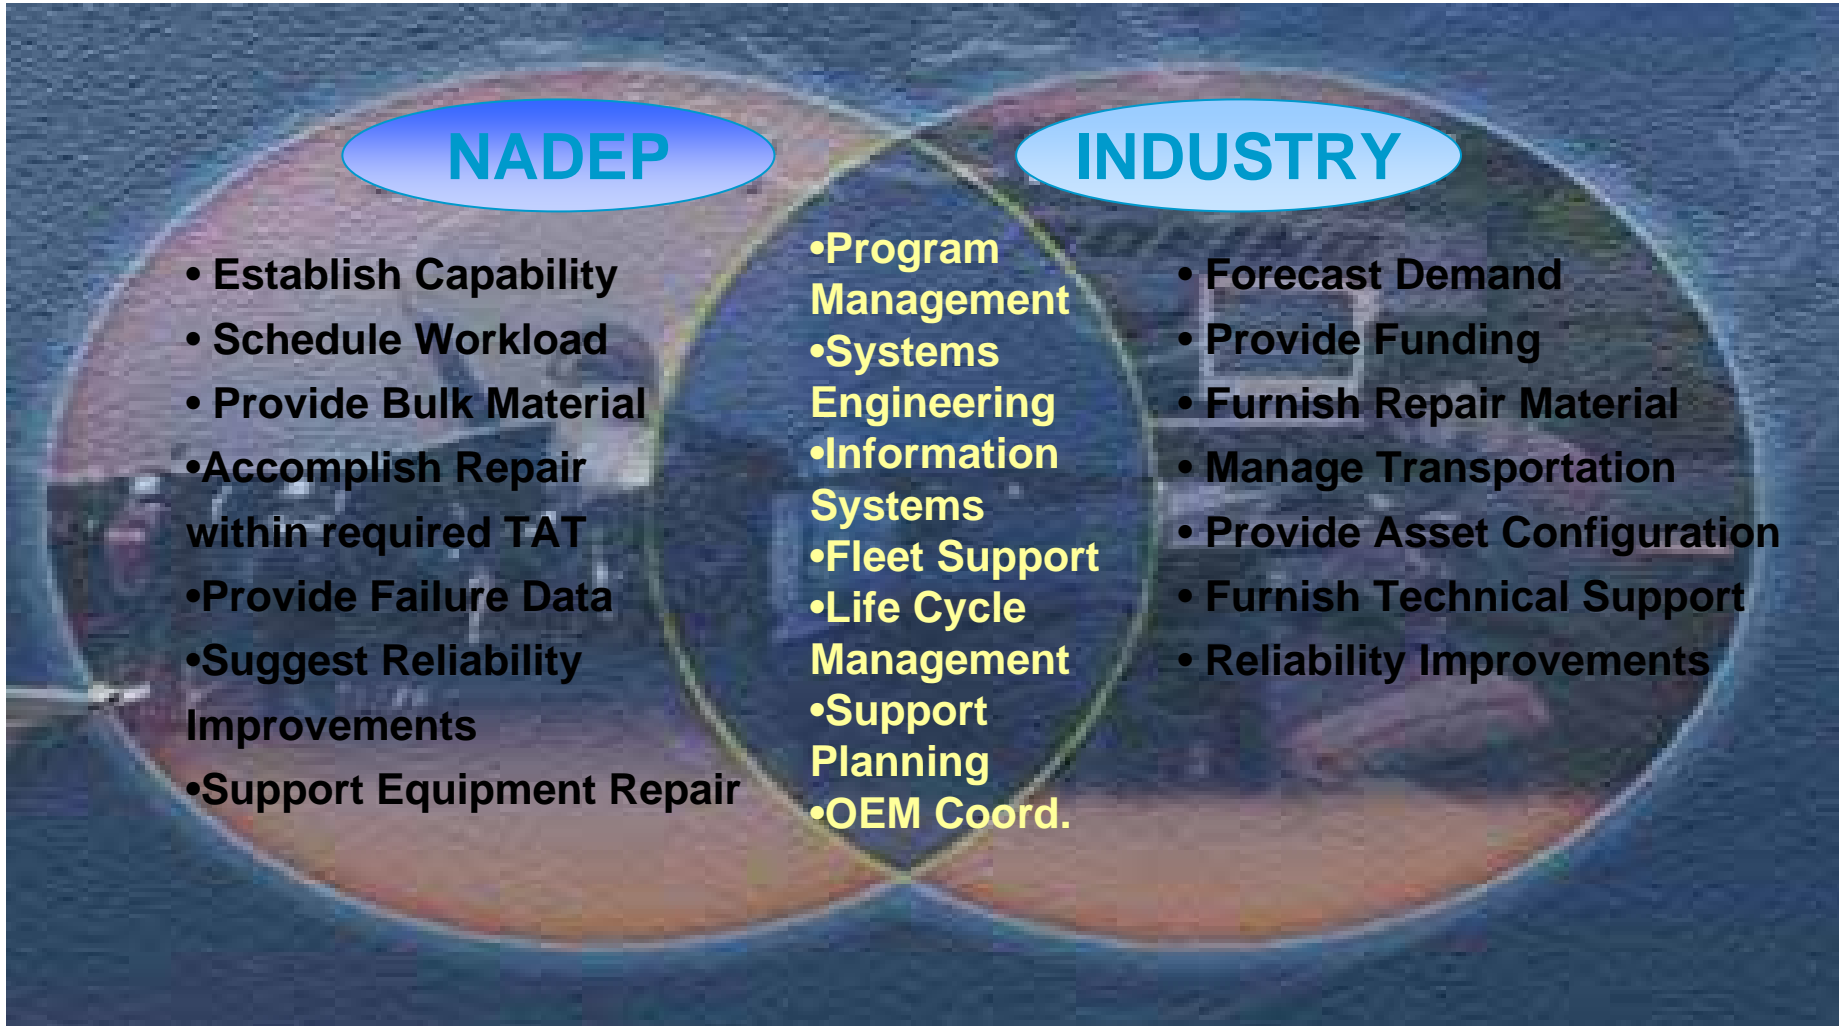 NADEP
• Establish Capability
• Schedule Workload
• Provide Bulk Material
•Accomplish Repair
within required TAT
•Provide Failure Data
•Suggest Reliability
Improvements
•Support Equipment Repair
•Program
Management
•Systems
Engineering
•Information
Systems
•Fleet Support
•Life Cycle
Management
•Support
Planning
•OEM Coord.
INDUSTRY
• Forecast Demand
• Provide Funding
• Furnish Repair Material
• Manage Transportation
• Provide Asset Configuration
• Furnish Technical Support
• Reliability Improvements